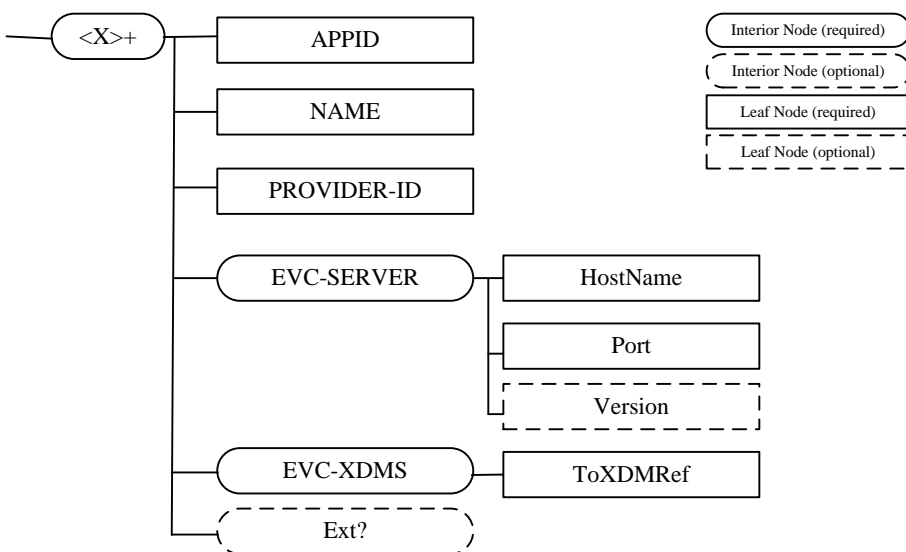 <X>+
APPID
NAME
PROVIDER-ID
EVC-SERVER
HostName
Port
Version
EVC-XDMS
ToXDMRef
Ext?
Interior Node (required)
Interior Node (optional)
Leaf Node (required)
Leaf Node (optional)